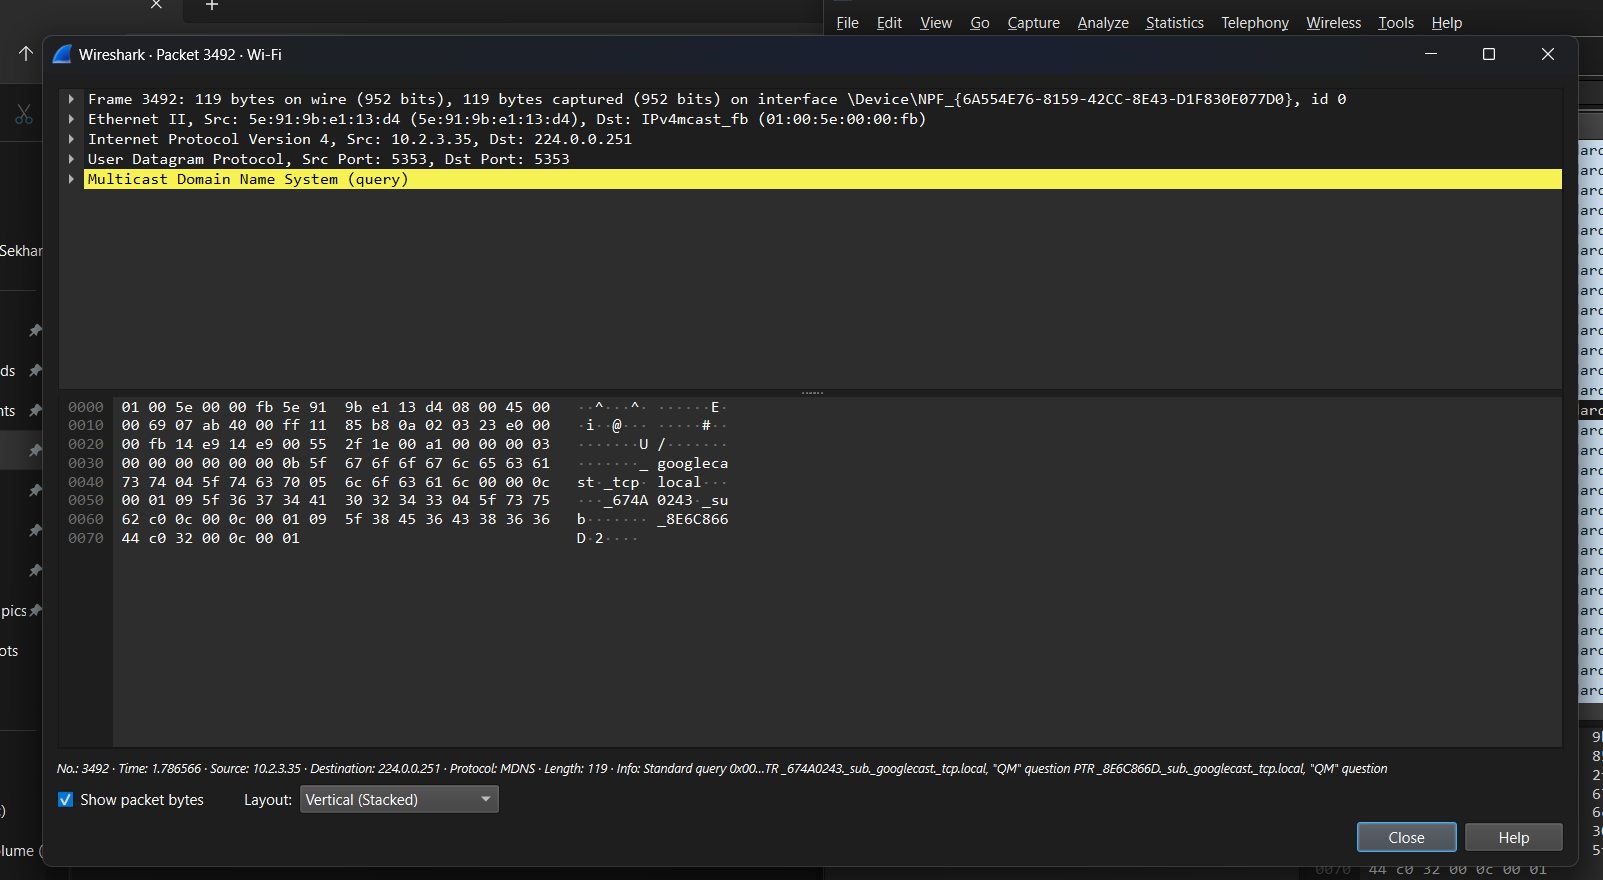 File Edit View Go Capture Analyze Statistics Telephony Wireless Tools Help
Wireshark · Packet 3492 · Wi-Fi
Frame 3492: 119 bytes on wire (952 bits), 119 bytes captured (952 bits) on interface \Device\NPF_{6A554E76-8159-42CC-8E43-D1F830E077D0}, id 0
Ethernet II, Src: 5e:91:9b:e1:13:d4 (5e:91:9b:e1:13:d4), Dst: IPv4mcast_fb (01:00:5e:00:00:fb)
Internet Protocol Version 4, Src: 10.2.3.35, Dst: 224.0.0.251
User Datagram Protocol, Src Port: 5353, Dst Port: 5353
Multicast Domain Name System (query)
Sekhar
ds
nts
pics
ots
lume (
0000 01 00 5e 00 00 fb 5e 91 9b e1 13 d4 08 00 45 00 ··^···^· ······E·
0010 00 69 07 ab 40 00 ff 11 85 b8 0a 02 03 23 e0 00 ·i··@··· ·····#··
0020 00 fb 14 e9 14 e9 00 55 2f 1e 00 a1 00 00 00 03 ·······U /·······
0030 00 00 00 00 00 00 0b 5f 67 6f 6f 67 6c 65 63 61 ·······_ googleca
0040 73 74 04 5f 74 63 70 05 6c 6f 63 61 6c 00 00 0c st·_tcp· local···
0050 00 01 09 5f 36 37 34 41 30 32 34 33 04 5f 73 75 ···_674A 0243·_su
0060 62 c0 0c 00 0c 00 01 09 5f 38 45 36 43 38 36 36 b······· _8E6C866
0070 44 c0 32 00 0c 00 01 D·2····
No.: 3492 · Time: 1.786566 · Source: 10.2.3.35 · Destination: 224.0.0.251 · Protocol: MDNS · Length: 119 · Info: Standard query 0x00…TR _674A0243._sub._googlecast._tcp.local, "QM" question PTR _8E6C866D._sub._googlecast._tcp.local, "QM" question
Show packet bytes Layout: Vertical (Stacked)
Close Help
0070 44 c0 32 00 0c 00 01